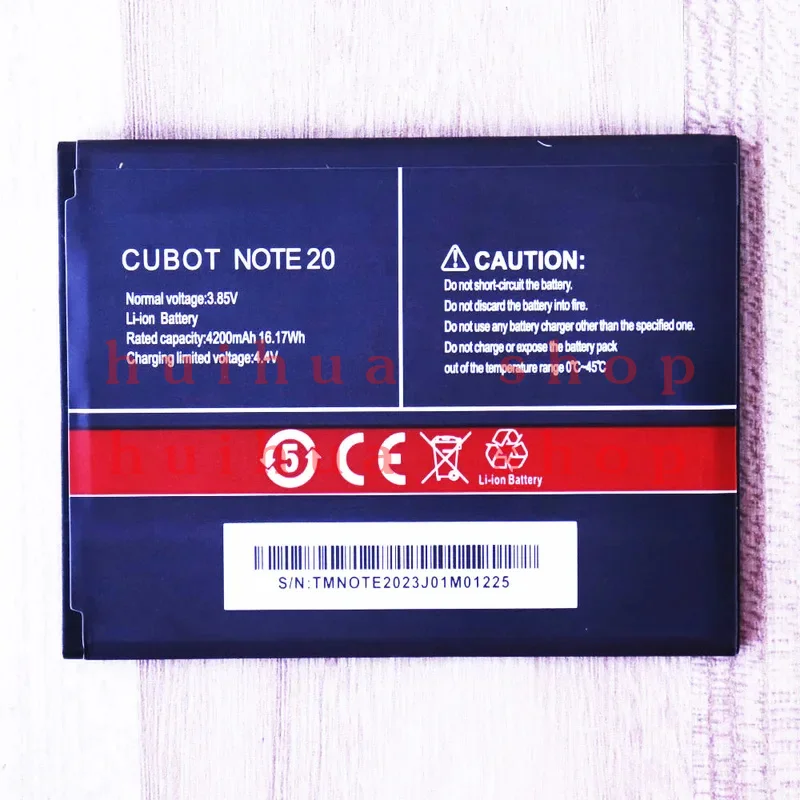 CUBOT NOTE 20
Normal voltage:3.85V
Li-ion Battery
Rated capacity:4200mAh 16.17Wh
Charging limited voltage:4.4V
CAUTION:
Do not short-circuit the battery.
Do not discard the battery into fire.
Do not use any battery charger other than the specified one.
Do not charge or expose the battery pack
out of the temperature range 0℃~45℃
huihua shop
5
CE
Li-ion Battery
huihua shop
S/N:TMNOTE2023J01M01225